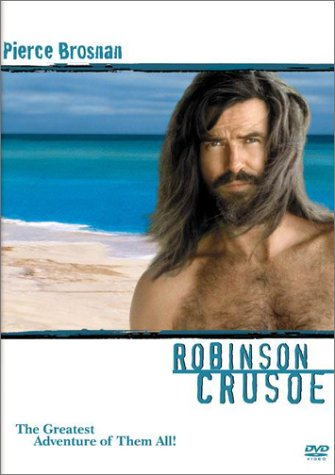 Pierce Brosnan
ROBINSON
CRUSOE
The Greatest
Adventure of Them All!
DVD
VIDEO